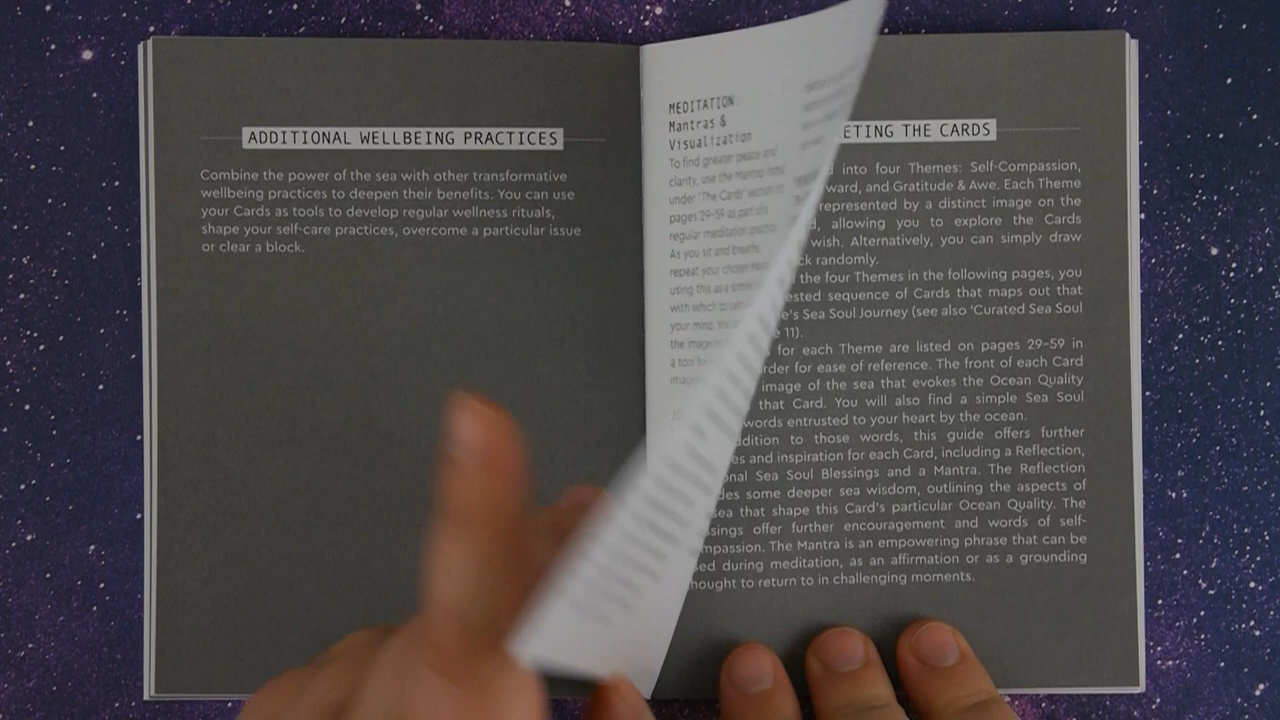 ADDITIONAL WELLBEING PRACTICES
Combine the power of the sea with other transformative
wellbeing practices to deepen their benefits. You can use
your Cards as tools to develop regular wellness rituals,
shape your self-care practices, overcome a particular issue
or clear a block.
MEDITATION:
Mantras &
Visualization
To find greater peace and
clarity, use the Mantras
under 'The Cards' section on
pages 29-59 as part of a
regular meditation practice.
As you sit and breathe,
repeat your chosen
using this as a simple
with which to
your mind.
the image
a tool
ETING THE CARDS
into four Themes: Self-Compassion,
ward, and Gratitude & Awe. Each Theme
represented by a distinct image on the
allowing you to explore the Cards
wish. Alternatively, you can simply draw
ck randomly.
the four Themes in the following pages, you
ested sequence of Cards that maps out that
e's Sea Soul Journey (see also 'Curated Sea Soul
11).
for each Theme are listed on pages 29–59 in
rder for ease of reference. The front of each Card
image of the sea that evokes the Ocean Quality
that Card. You will also find a simple Sea Soul
words entrusted to your heart by the ocean.
ddition to those words, this guide offers further
es and inspiration for each Card, including a Reflection,
onal Sea Soul Blessings and a Mantra. The Reflection
des some deeper sea wisdom, outlining the aspects of
sea that shape this Card's particular Ocean Quality. The
ssings offer further encouragement and words of self-
mpassion. The Mantra is an empowering phrase that can be
sed during meditation, as an affirmation or as a grounding
hought to return to in challenging moments.